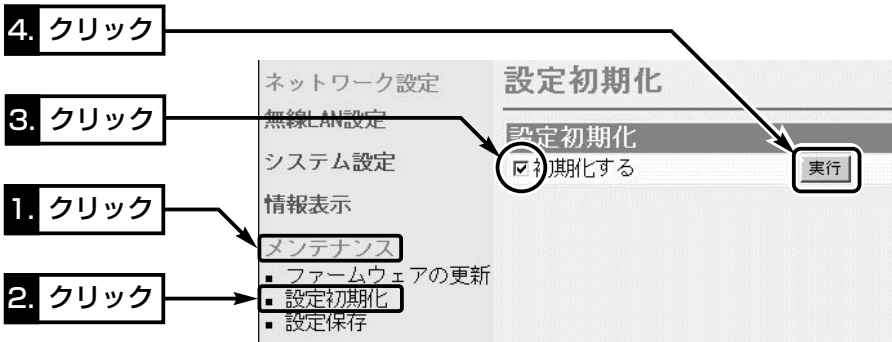 4. クリック
3. クリック
1. クリック
2. クリック
ネットワーク設定
無線LAN設定
システム設定
情報表示
メンテナンス
▪ ファームウェアの更新
▪ 設定初期化
▪ 設定保存
設定初期化
設定初期化
初期化する
実行